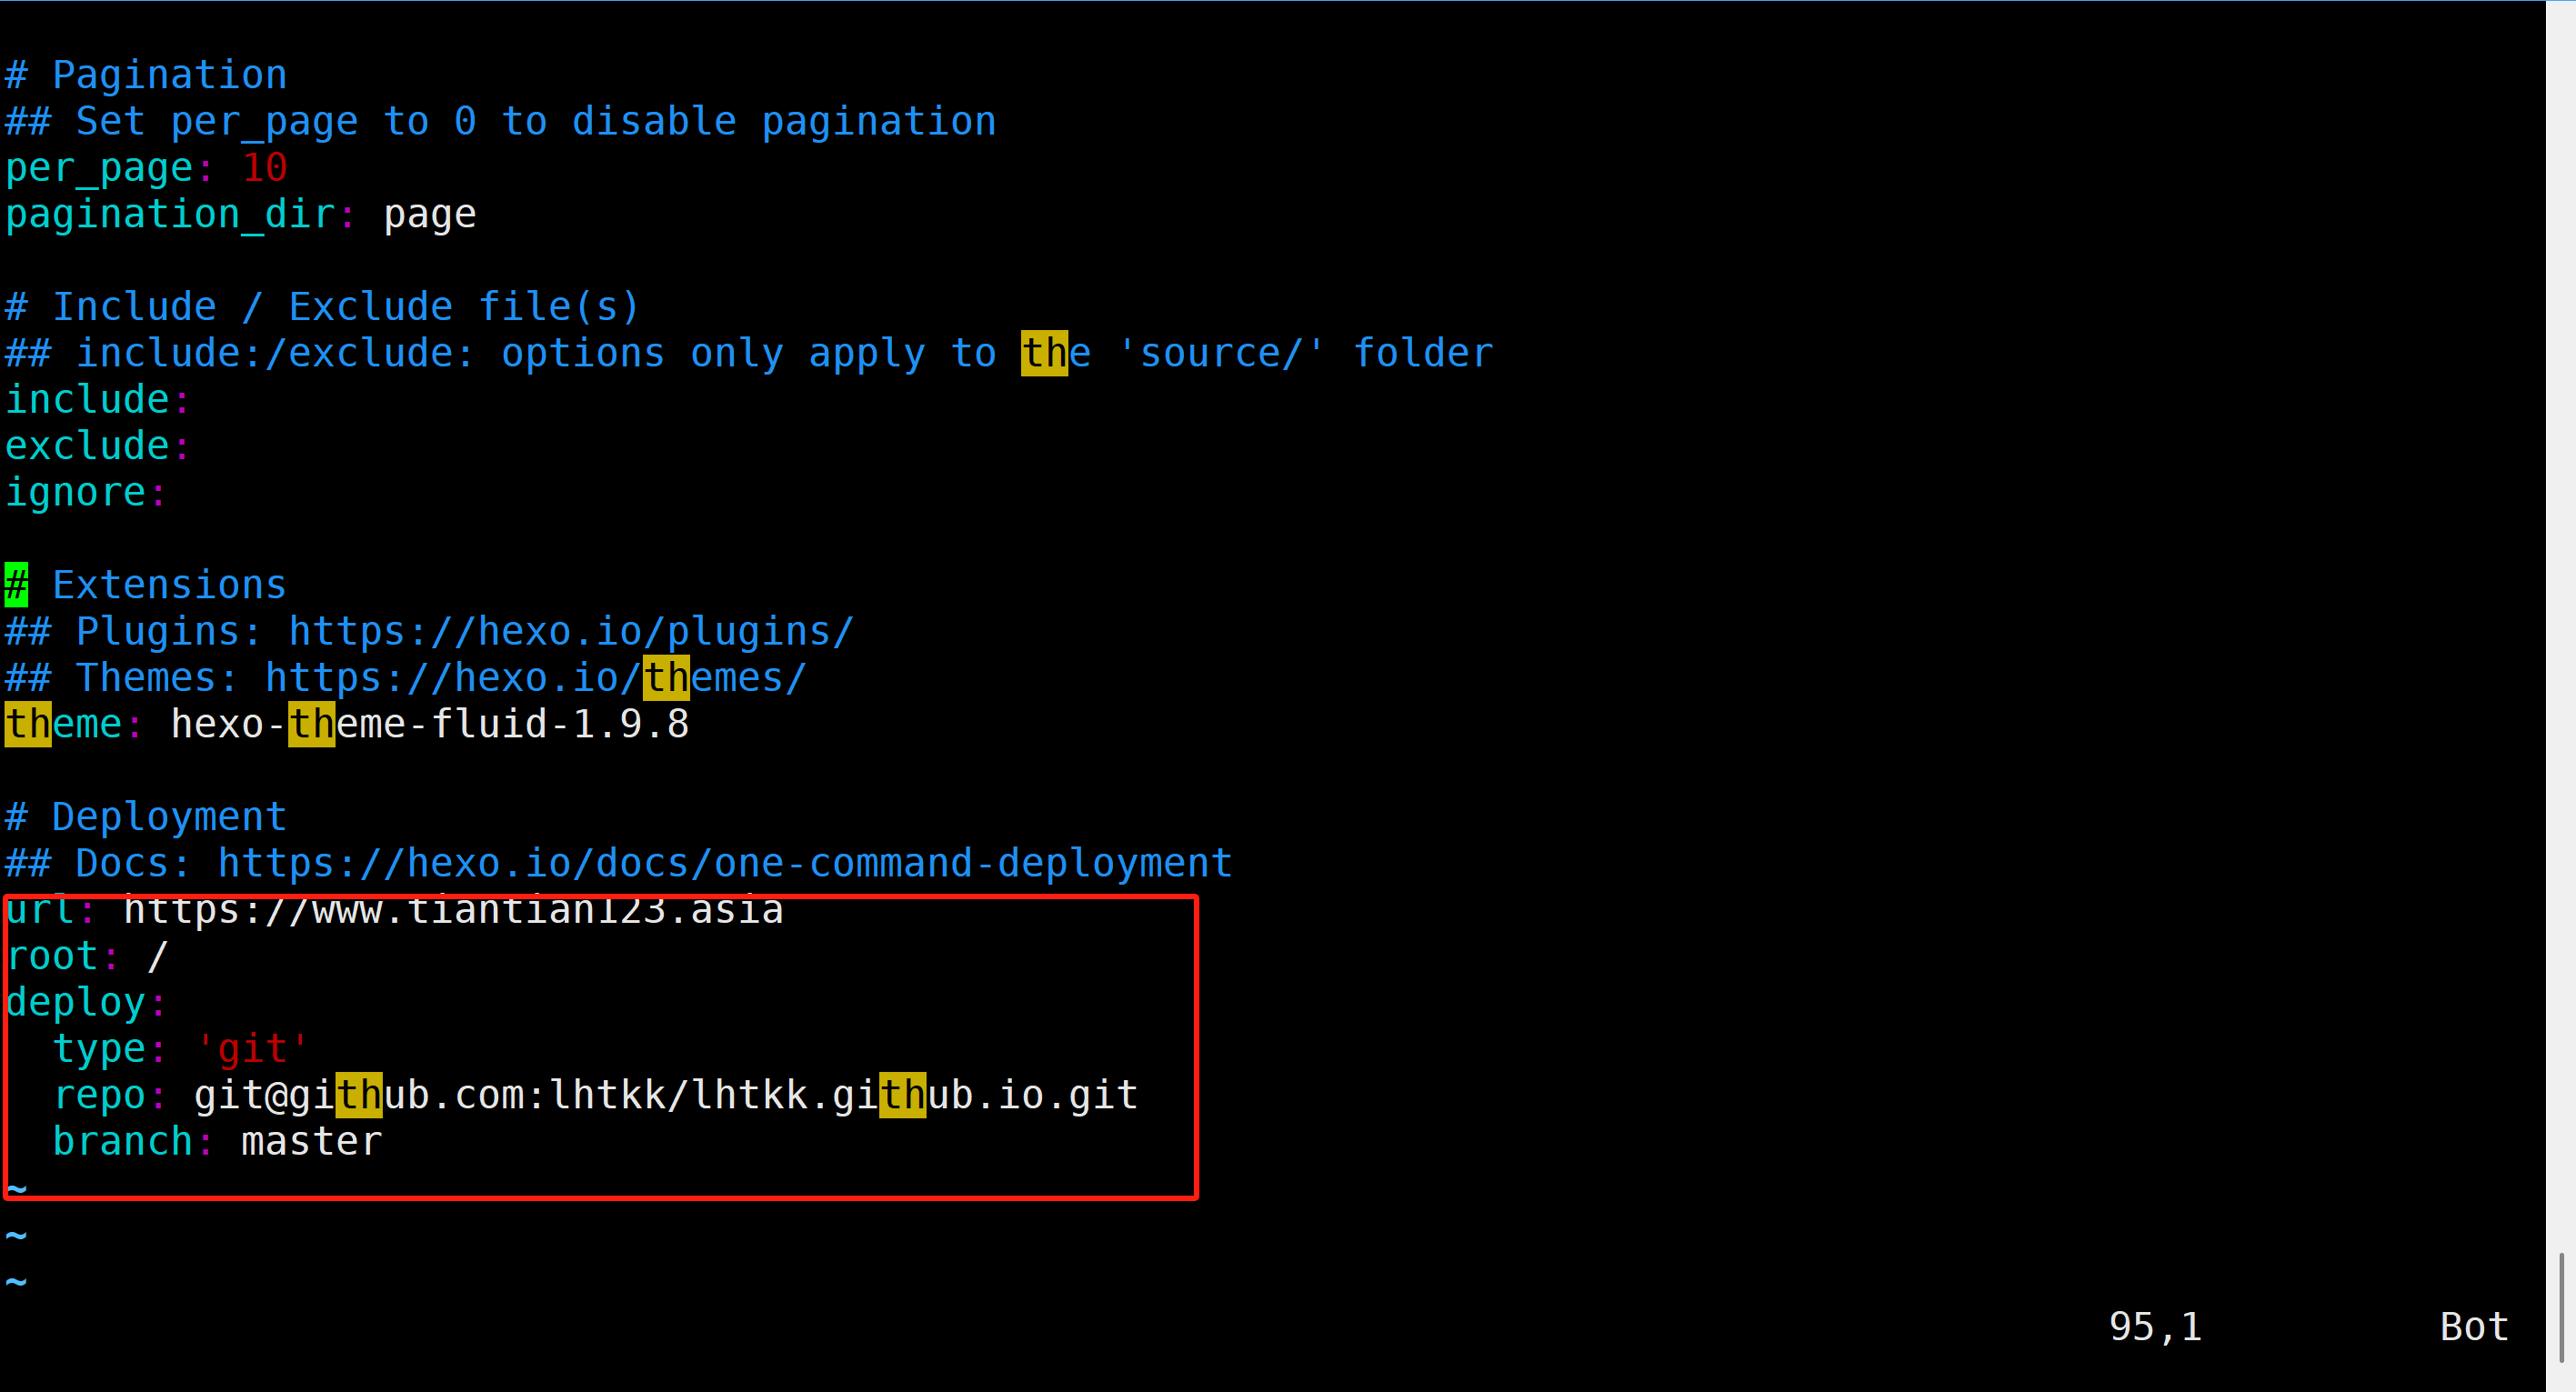 # Pagination
## Set per_page to 0 to disable pagination
per_page: 10
pagination_dir: page
# Include / Exclude file(s)
## include:/exclude: options only apply to the 'source/' folder
include:
exclude:
ignore:
# Extensions
## Plugins: https://hexo.io/plugins/
## Themes: https://hexo.io/themes/
theme: hexo-theme-fluid-1.9.8
# Deployment
## Docs: https://hexo.io/docs/one-command-deployment
url: https://www.tiantian123.asia
root: /
deploy:
  type: 'git'
  repo: git@github.com:lhtkk/lhtkk.github.io.git
  branch: master
~
~
~
95,1 Bot